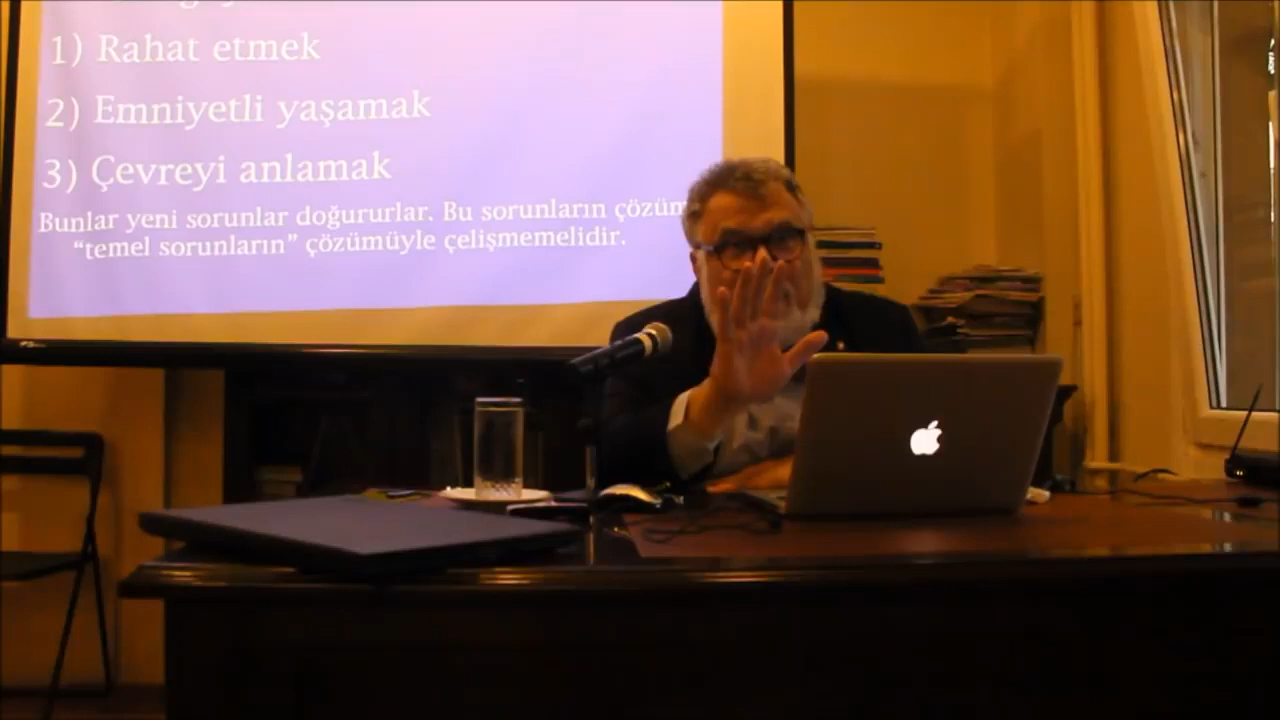 1) Rahat etmek
2) Emniyetli yaşamak
3) Çevreyi anlamak
Bunlar yeni sorunlar doğururlar. Bu sorunların çözüm
“temel sorunların” çözümüyle çelişmemelidir.